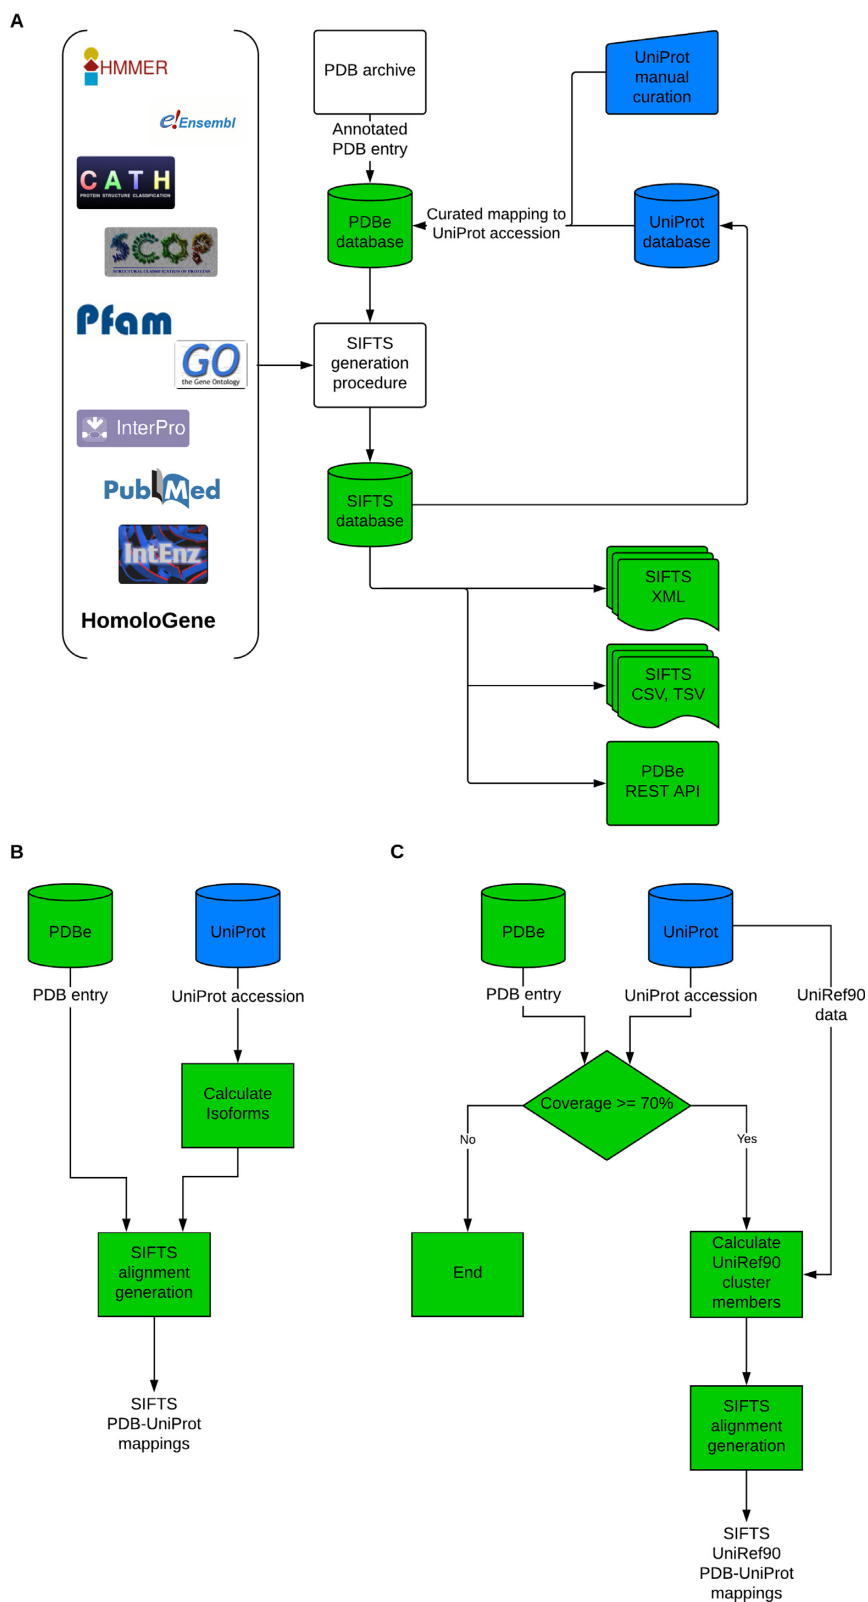 A
HMMER
e!Ensembl
CATH
PROTEIN STRUCTURE CLASSIFICATION
SCOP
STRUCTURAL CLASSIFICATION OF PROTEINS
Pfam
GO
the Gene Ontology
InterPro
PubMed
IntEnz
HomoloGene
PDB archive
Annotated
PDB entry
PDBe
database
Curated mapping to
UniProt accession
UniProt
manual
curation
UniProt
database
SIFTS
generation
procedure
SIFTS
database
SIFTS
XML
SIFTS
CSV, TSV
PDBe
REST API
B
PDBe
UniProt
PDB entry
UniProt accession
Calculate
Isoforms
SIFTS
alignment
generation
SIFTS
PDB-UniProt
mappings
C
PDBe
UniProt
PDB entry
UniProt accession
UniRef90
data
Coverage >= 70%
No
Yes
End
Calculate
UniRef90
cluster
members
SIFTS
alignment
generation
SIFTS
UniRef90
PDB-UniProt
mappings